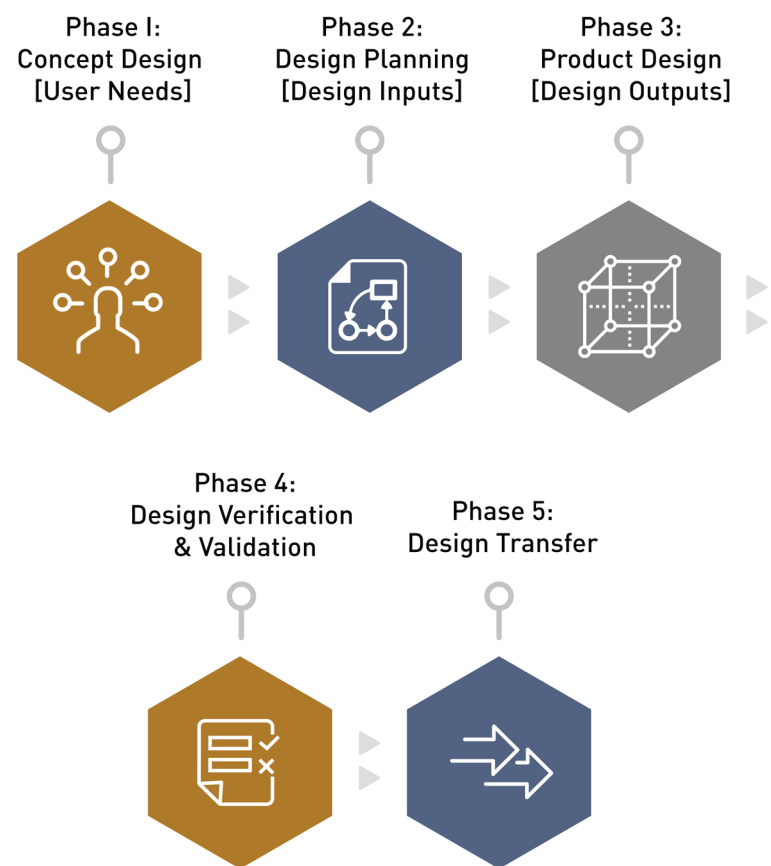 Phase 1:
Concept Design
[User Needs]
Phase 2:
Design Planning
[Design Inputs]
Phase 3:
Product Design
[Design Outputs]
Phase 4:
Design Verification
& Validation
Phase 5:
Design Transfer